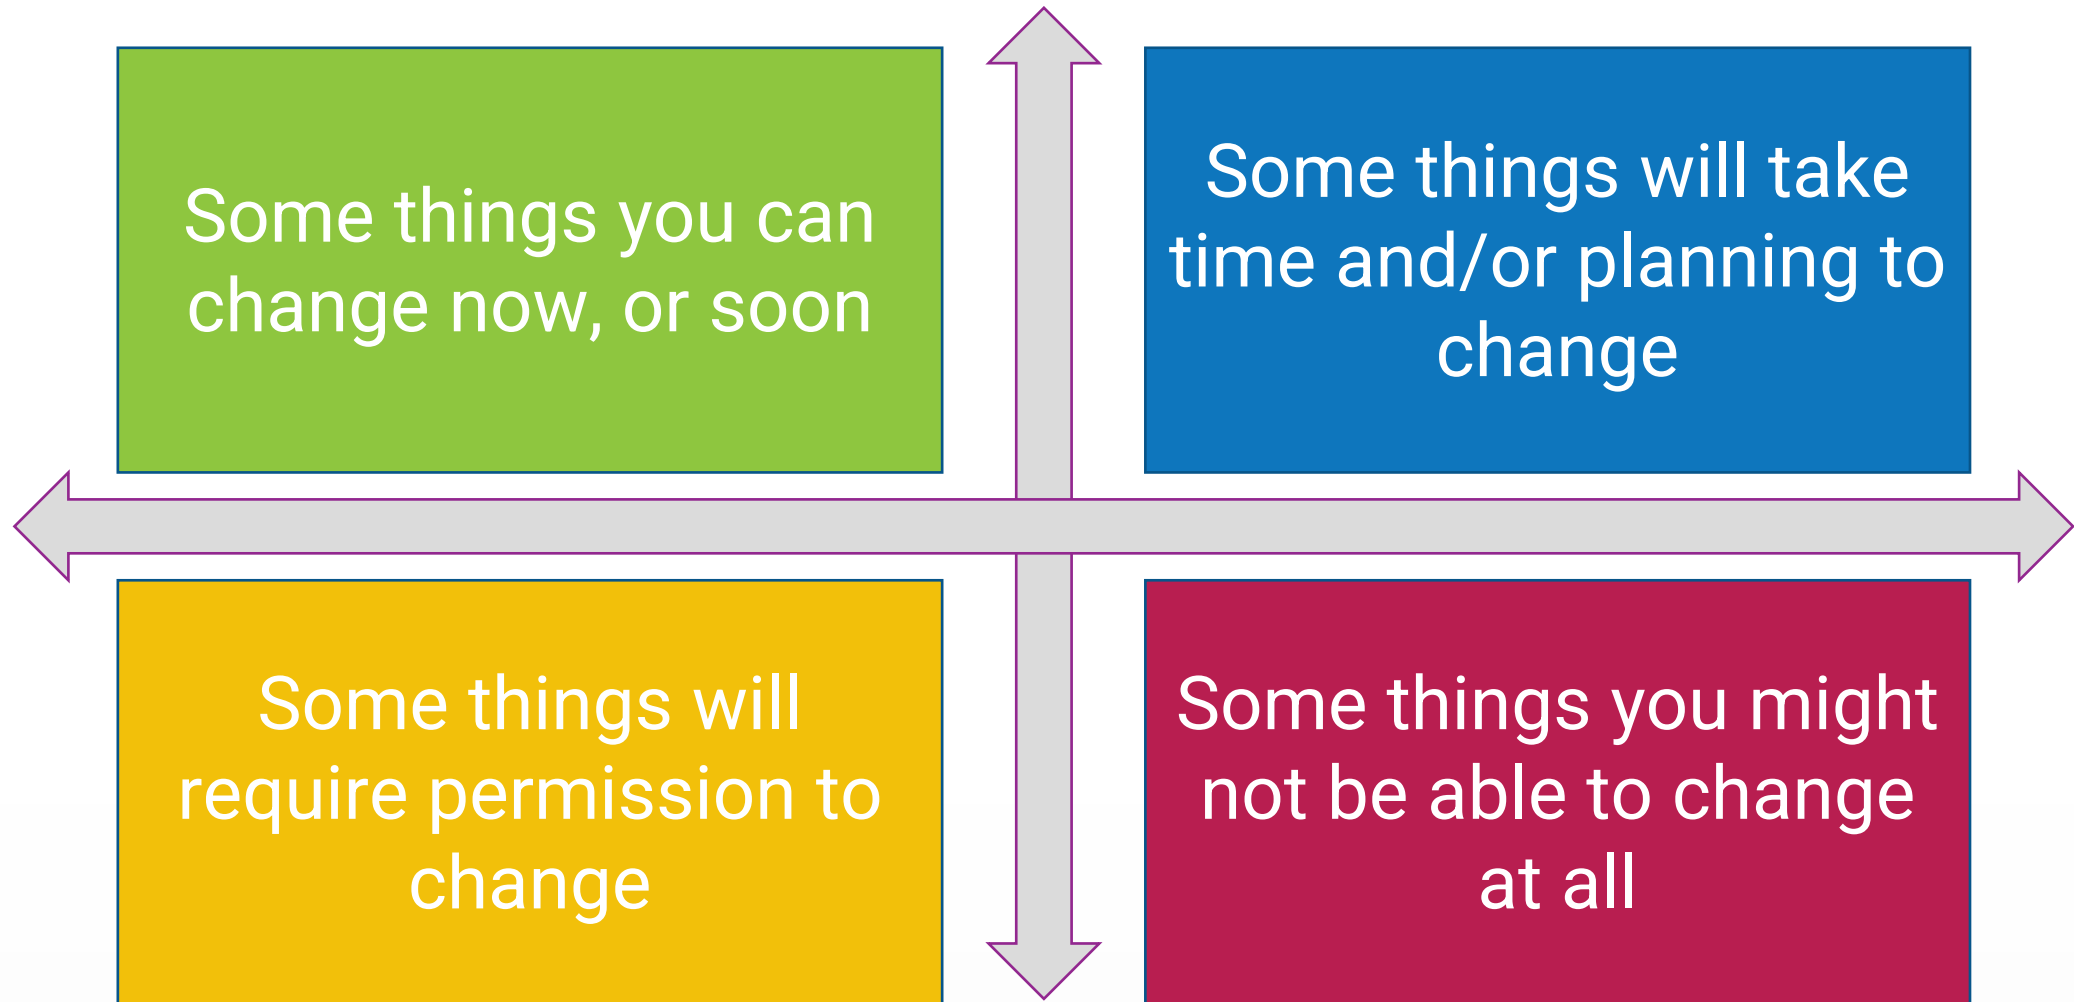 Some things you can
change now, or soon
Some things will take
time and/or planning to
change
Some things will
require permission to
change
Some things you might
not be able to change
at all